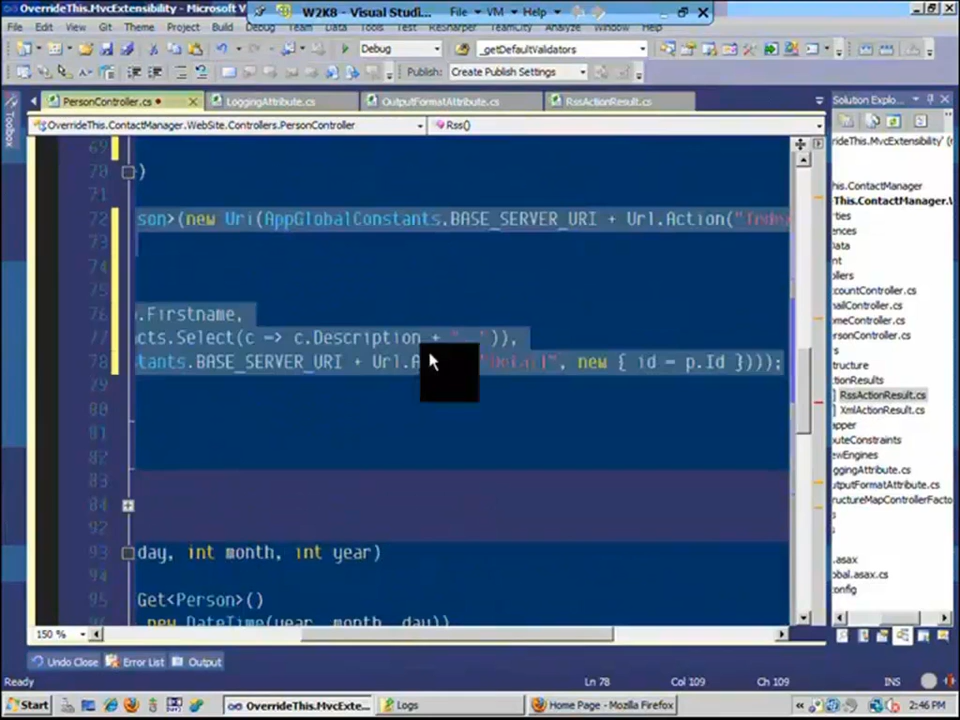 OverrideThis.MvcExtensibility - Microsoft V
W2K8 - Visual Studi... File VM Help
File Edit View Git Theme Project Build Debug Team Data Tools Test ReSharper TeamCity Analyze Window Help
Debug _getDefaultValidators
Publish: Create Publish Settings
PersonController.cs LoggingAttribute.cs OutputFormatAttribute.cs RssActionResult.cs Solution Explo...
OverrideThis.ContactManager.WebSite.Controllers.PersonController Rss()
Toolbox
69
70 )
71
72 son>(new Uri(AppGlobalConstants.BASE_SERVER_URI + Url.Action("Index
73
74
75
76 .Firstname,
77 acts.Select(c => c.Description + " ")),
78 stants.BASE_SERVER_URI + Url.A "Detail", new { id = p.Id })));
79
80
81
82
83
84
92
93 day, int month, int year)
94
95 Get<Person>()
new DateTime(year, month, day))
rideThis.MvcExtensibility' (
.ContactManager
This.ContactManager.W
ties
ences
Data
nt
ollers
ccountController.cs
mailController.cs
omeController.cs
ersonController.cs
tructure
ctionResults
RssActionResult.cs
XmlActionResult.cs
apper
outeConstraints
ewEngines
ggingAttribute.cs
utputFormatAttribute.cs
ructureMapControllerFacto
s
.asax
obal.asax.cs
config
150 %
Undo Close Error List Output
Ready Ln 78 Col 109 Ch 109 INS
Start OverrideThis.MvcExte... Logs Home Page - Mozilla Firefox 2:46 PM